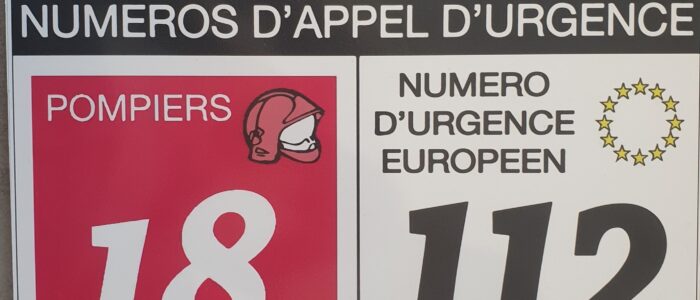 NUMEROS D'APPEL D'URGENCE
POMPIERS
18
NUMERO
D'URGENCE
EUROPEEN
112